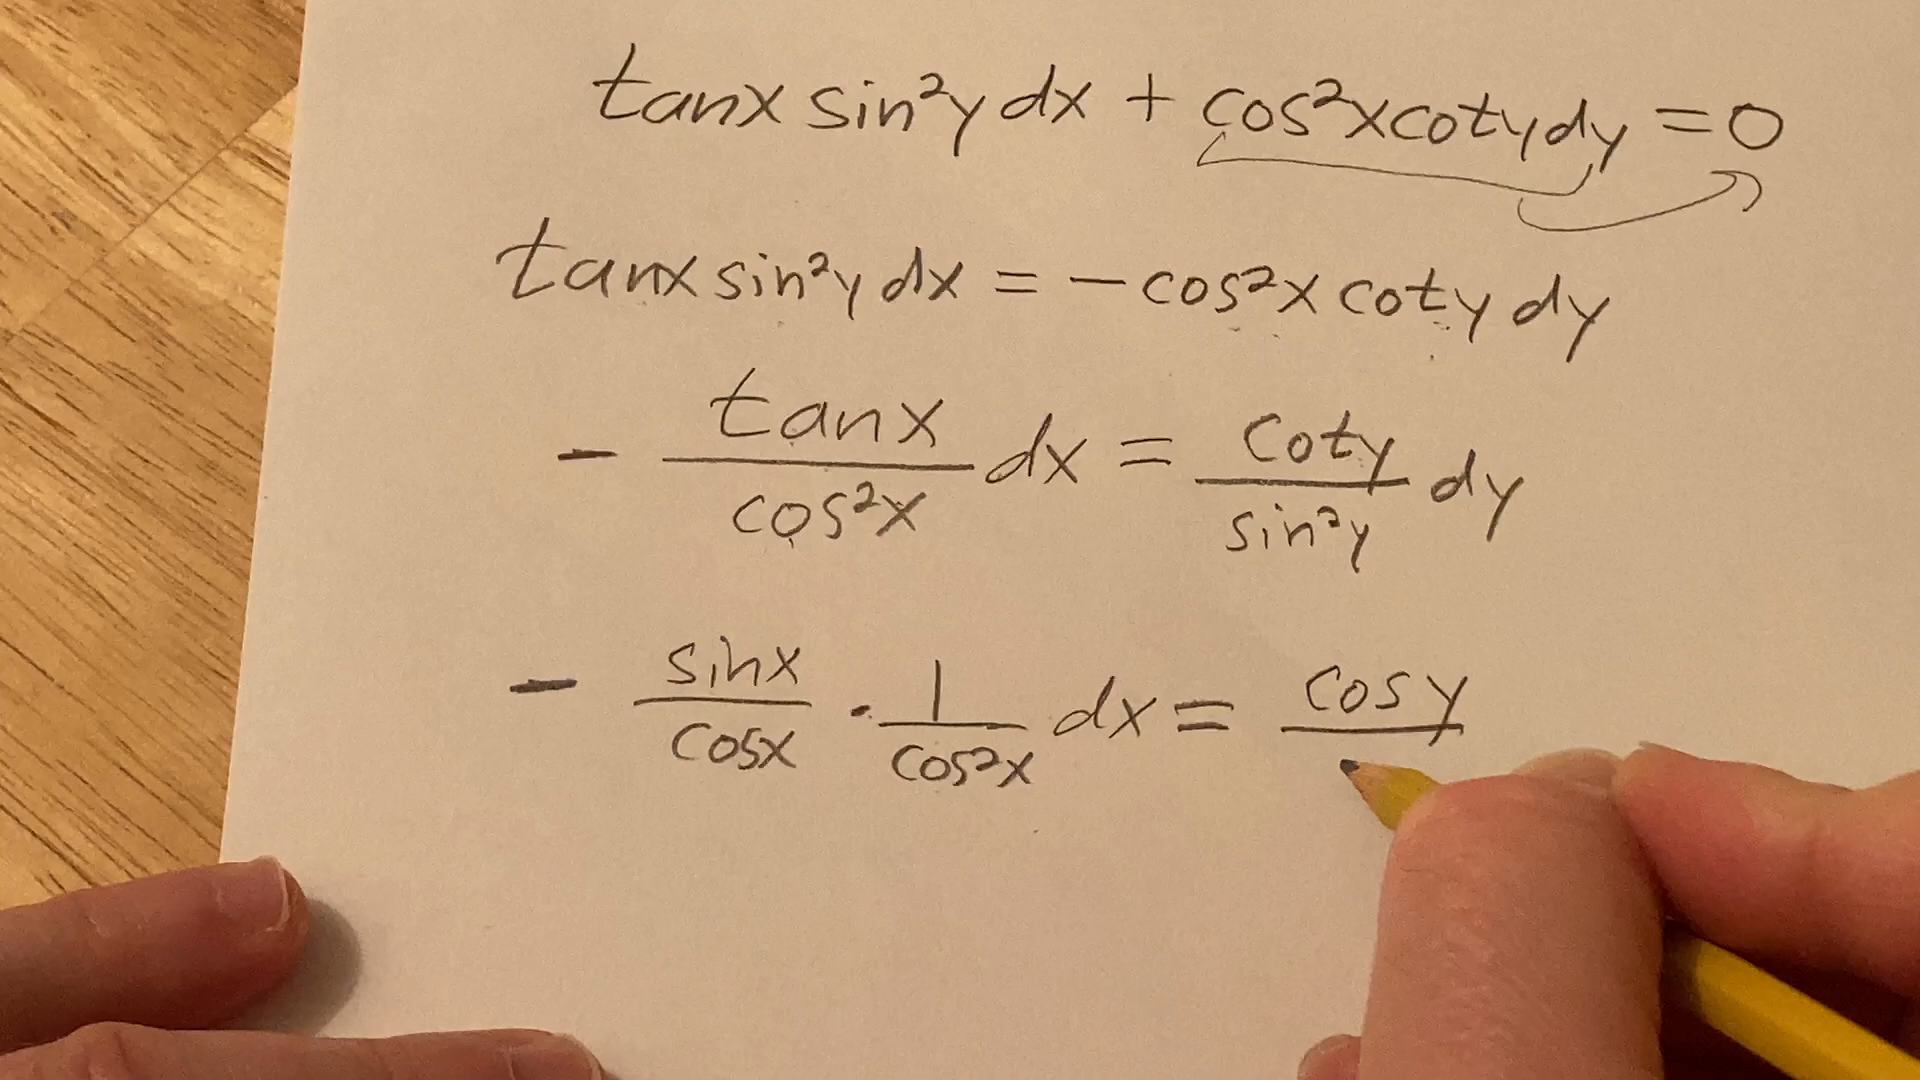 tanx sin²y dx + cos²x coty dy = 0
tanx sin²y dx = - cos²x coty dy
- tanx/cos²x dx = coty/sin²y dy
- sinx/cosx · 1/cos²x dx = cosy/